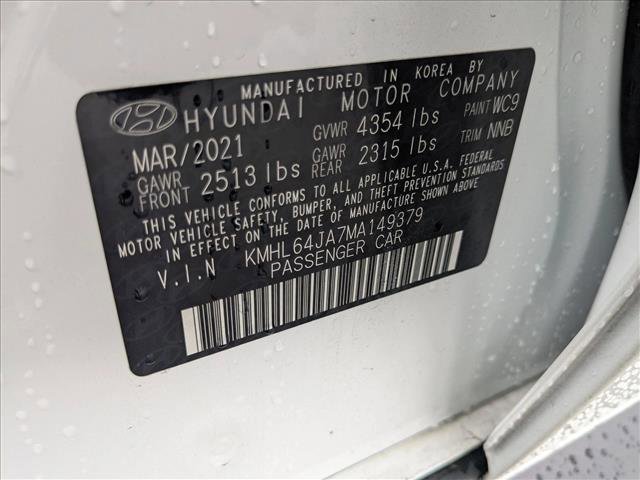 MANUFACTURED IN KOREA BY
HYUNDAI MOTOR COMPANY
MAR/2021 GVWR 4354 lbs PAINT WC9
GAWR FRONT 2513 lbs GAWR REAR 2315 lbs TRIM NNB
THIS VEHICLE CONFORMS TO ALL APPLICABLE U.S.A. FEDERAL
MOTOR VEHICLE SAFETY, BUMPER, AND THEFT PREVENTION STANDARDS
IN EFFECT ON THE DATE OF MANUFACTURE SHOWN ABOVE.
V.I.N KMHL64JA7MA149379
PASSENGER CAR